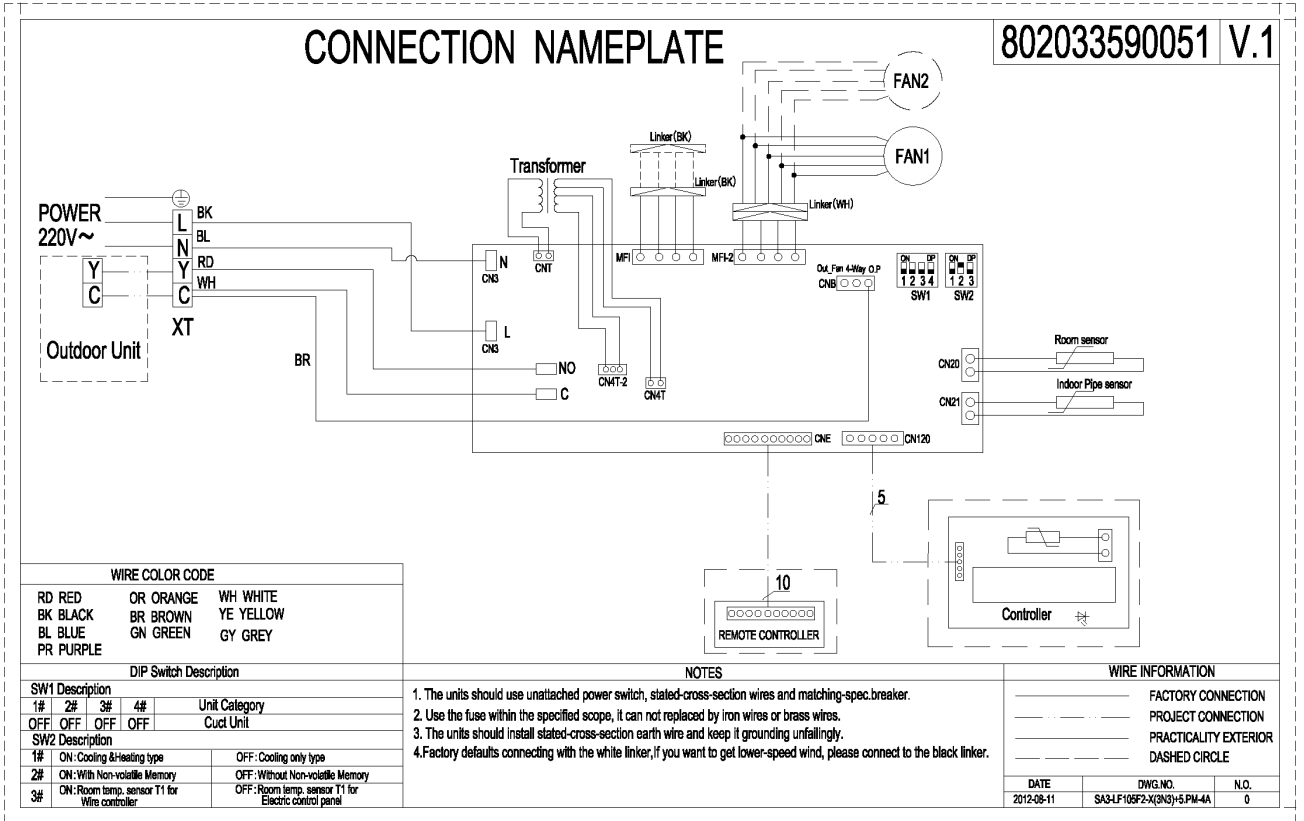 CONNECTION NAMEPLATE
802033590051 V.1
FAN2
FAN1
Linker(BK)
Linker(BK)
Linker(WH)
Transformer
POWER
220V~
L BK
N BL
Y RD
C WH
XT
Y
C
Outdoor Unit
BR
N
CN3
L
CN3
NO
C
CNT
CN4T-2
CN4T
MFI
MFI-2
Out_Fan 4-Way O.P
CNB
ON DP
1 2 3 4
SW1
ON DP
1 2 3
SW2
CN20
Room sensor
CN21
Indoor Pipe sensor
CNE
CN120
5
10
REMOTE CONTROLLER
Controller
WIRE COLOR CODE
RD RED OR ORANGE WH WHITE
BK BLACK BR BROWN YE YELLOW
BL BLUE GN GREEN GY GREY
PR PURPLE
DIP Switch Description
SW1 Description
1# 2# 3# 4# Unit Category
OFF OFF OFF OFF Cuct Unit
SW2 Description
1# ON:Cooling &Heating type OFF:Cooling only type
2# ON:With Non-volatile Memory OFF:Without Non-volatile Memory
3# ON:Room temp. sensor T1 for Wire controller OFF:Room temp. sensor T1 for Electric control panel
NOTES
1. The units should use unattached power switch, stated-cross-section wires and matching-spec.breaker.
2. Use the fuse within the specified scope, it can not replaced by iron wires or brass wires.
3. The units should install stated-cross-section earth wire and keep it grounding unfailingly.
4.Factory defaults connecting with the white linker,if you want to get lower-speed wind, please connect to the black linker.
WIRE INFORMATION
FACTORY CONNECTION
PROJECT CONNECTION
PRACTICALITY EXTERIOR
DASHED CIRCLE
DATE DWG.NO. N.O.
2012-08-11 SA3-LF105F2-X(3N3)+5.PM-4A 0